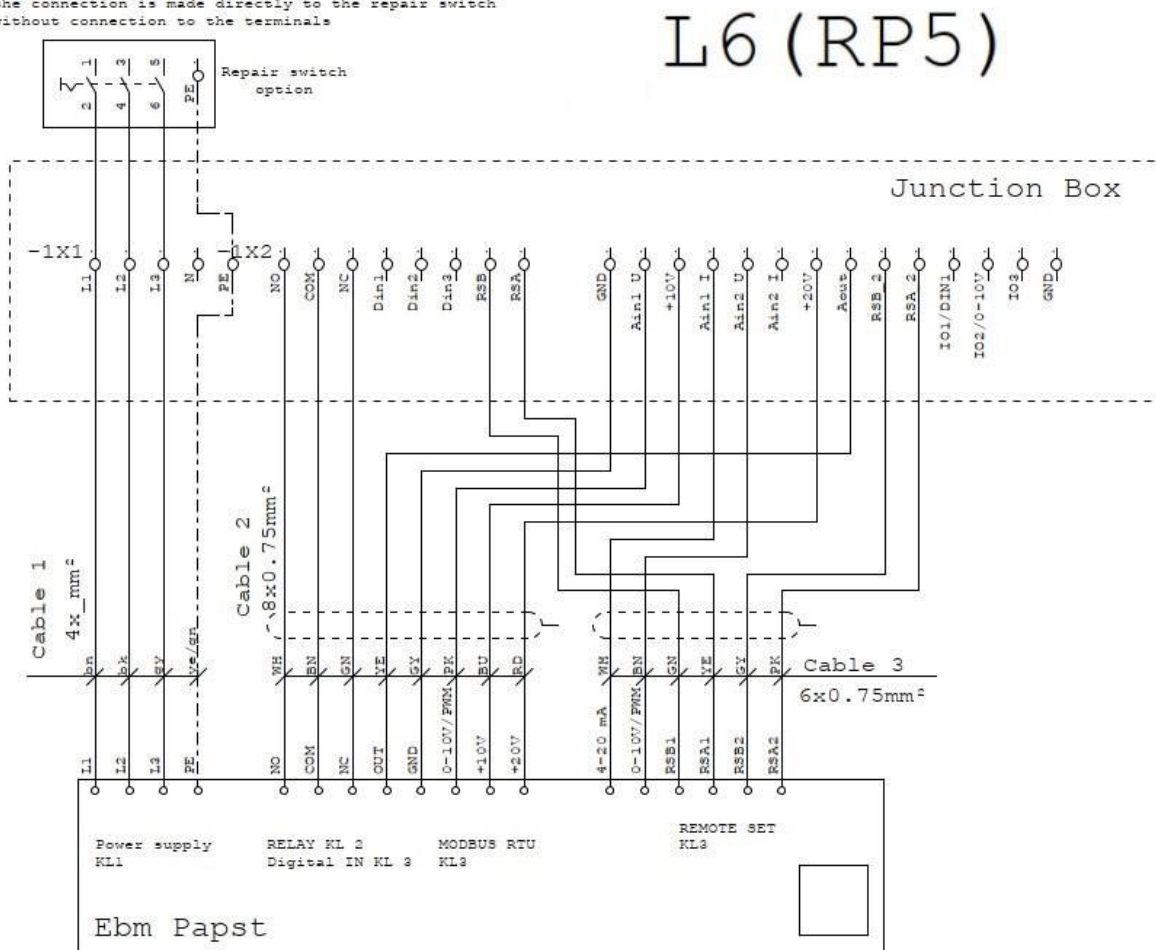 the connection is made directly to the repair switch
without connection to the terminals
L6(RP5)
1 3 5 PE
2 4 6
Repair switch
option
Junction Box
-1X1
L1 L2 L3 N PE
-1X2
NO COM NC Din1 Din2 Din3 RSB RSA
GND Ain1 U +10V Ain1 I Ain2 U Ain2 I +20V Aout RSB_2 RSA 2 IO1/DIN1 IO2/0-10V IO3 GND
Cable 1
4x_mm²
Cable 2
8x0.75mm²
bn bk gy ye/gn
WH BN GN YE GY PK BU RD
WH BN GN YE GY PK
Cable 3
6x0.75mm²
L1 L2 L3 PE
NO COM NC OUT GND 0-10V/PWM +10V +20V
4-20 mA 0-10V/PWM RSB1 RSA1 RSB2 RSA2
Power supply
KL1
RELAY KL 2
Digital IN KL 3
MODBUS RTU
KL3
REMOTE SET
KL3
Ebm Papst